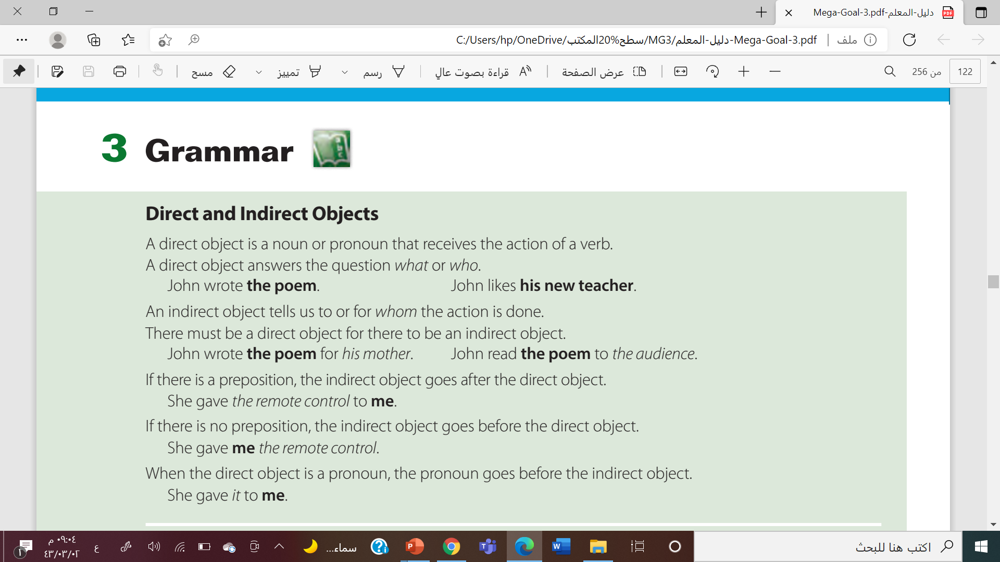 دليل-المعلم-Mega-Goal-3.pdf
ملف
C:/Users/hp/OneDrive/سطح%20المكتب/MG3/دليل-المعلم-Mega-Goal-3.pdf
122 من 256 عرض الصفحة قراءة بصوت عالٍ رسم تمييز مسح
3 Grammar
Direct and Indirect Objects
A direct object is a noun or pronoun that receives the action of a verb.
A direct object answers the question what or who.
John wrote the poem. John likes his new teacher.
An indirect object tells us to or for whom the action is done.
There must be a direct object for there to be an indirect object.
John wrote the poem for his mother. John read the poem to the audience.
If there is a preposition, the indirect object goes after the direct object.
She gave the remote control to me.
If there is no preposition, the indirect object goes before the direct object.
She gave me the remote control.
When the direct object is a pronoun, the pronoun goes before the indirect object.
She gave it to me.
اكتب هنا للبحث
سماء...
ع
٠٩:٠٤ م
٤٣/٠٣/٠٢
١